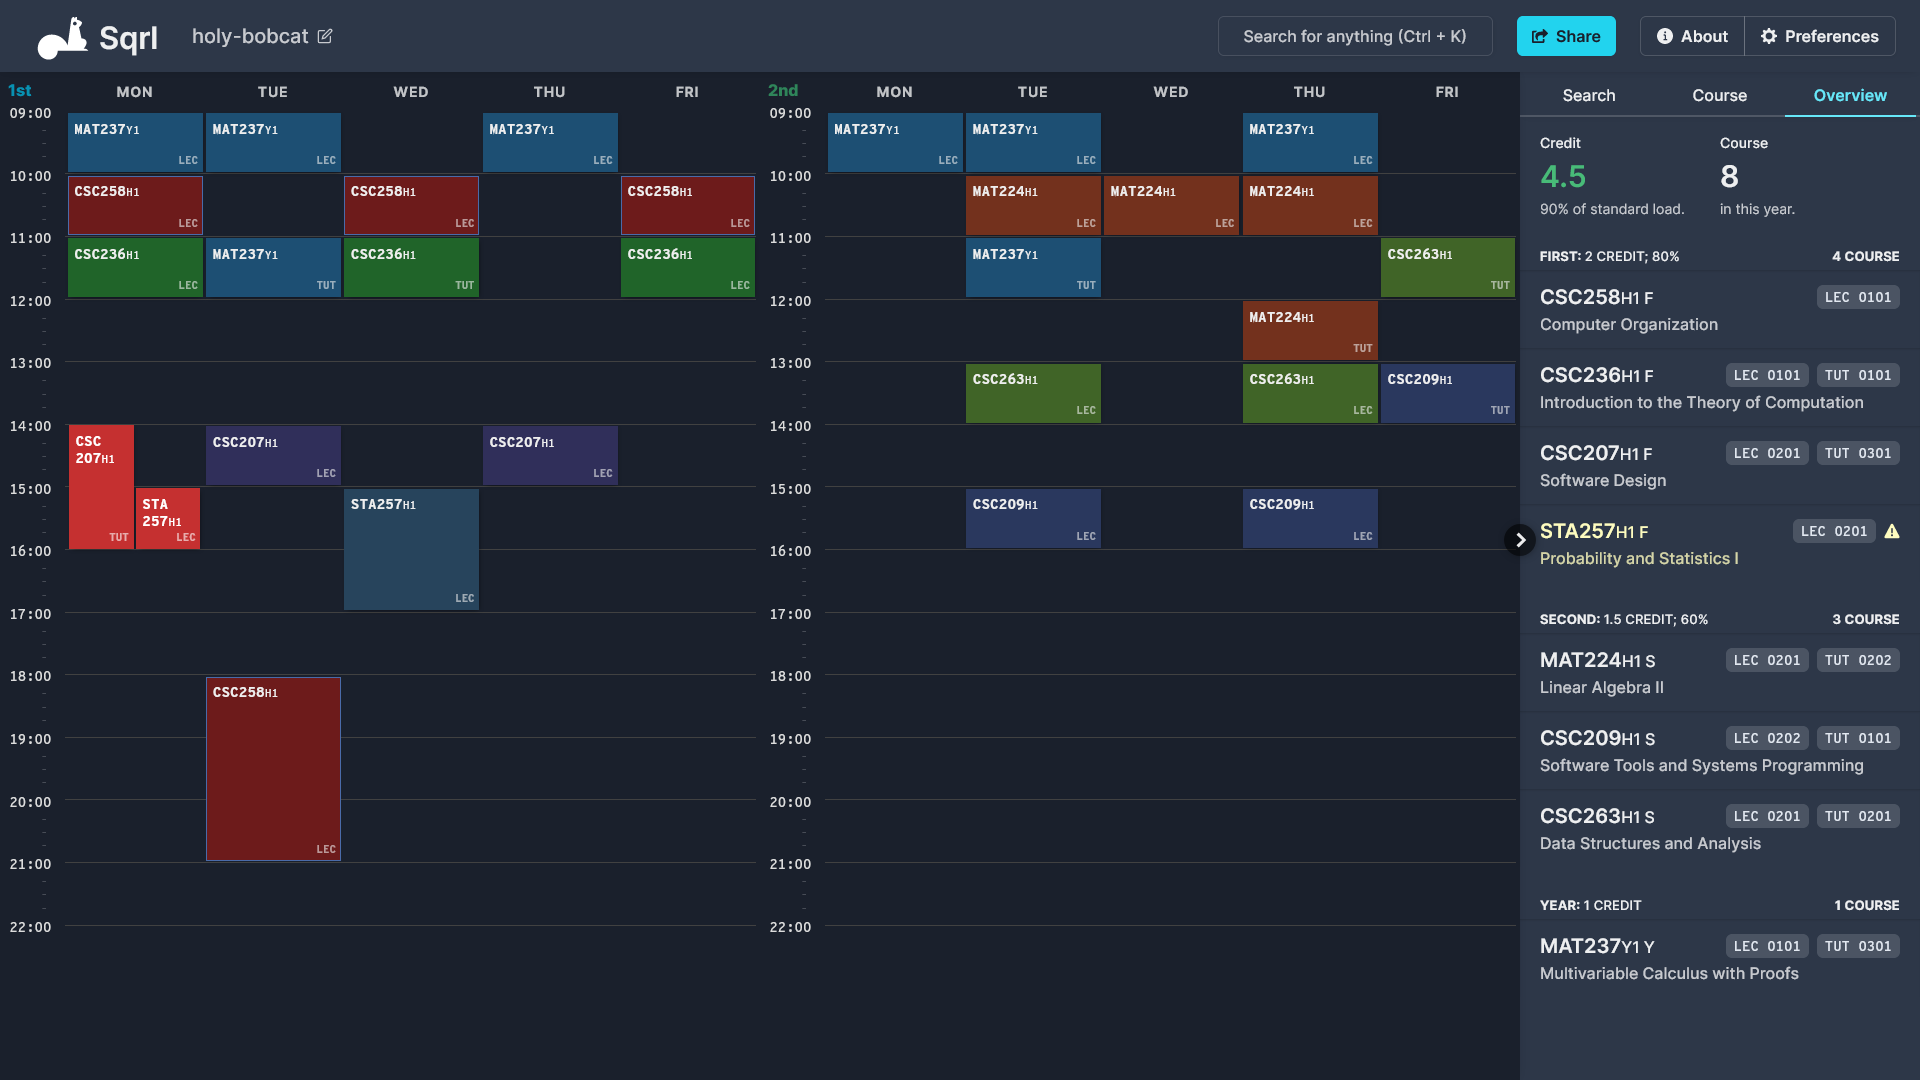 Sqrl
holy-bobcat
Search for anything (Ctrl + K)
Share
About
Preferences
1st MON TUE WED THU FRI
09:00
MAT237Y1 LEC
MAT237Y1 LEC
MAT237Y1 LEC
10:00
CSC258H1 LEC
CSC258H1 LEC
CSC258H1 LEC
11:00
CSC236H1 LEC
MAT237Y1 TUT
CSC236H1 TUT
CSC236H1 LEC
12:00
13:00
14:00
CSC
207H1
TUT
CSC207H1 LEC
CSC207H1 LEC
15:00
STA
257H1
LEC
STA257H1 LEC
16:00
17:00
18:00
CSC258H1 LEC
19:00
20:00
21:00
22:00
2nd MON TUE WED THU FRI
09:00
MAT237Y1 LEC
MAT237Y1 LEC
MAT237Y1 LEC
10:00
MAT224H1 LEC
MAT224H1 LEC
MAT224H1 LEC
11:00
MAT237Y1 TUT
CSC263H1 TUT
12:00
MAT224H1 TUT
13:00
CSC263H1 LEC
CSC263H1 LEC
CSC209H1 TUT
14:00
15:00
CSC209H1 LEC
CSC209H1 LEC
16:00
17:00
18:00
19:00
20:00
21:00
22:00
Search Course Overview
Credit
4.5
90% of standard load.
Course
8
in this year.
FIRST: 2 CREDIT; 80% 4 COURSE
CSC258H1 F LEC 0101
Computer Organization
CSC236H1 F LEC 0101 TUT 0101
Introduction to the Theory of Computation
CSC207H1 F LEC 0201 TUT 0301
Software Design
STA257H1 F LEC 0201
Probability and Statistics I
SECOND: 1.5 CREDIT; 60% 3 COURSE
MAT224H1 S LEC 0201 TUT 0202
Linear Algebra II
CSC209H1 S LEC 0202 TUT 0101
Software Tools and Systems Programming
CSC263H1 S LEC 0201 TUT 0201
Data Structures and Analysis
YEAR: 1 CREDIT 1 COURSE
MAT237Y1 Y LEC 0101 TUT 0301
Multivariable Calculus with Proofs